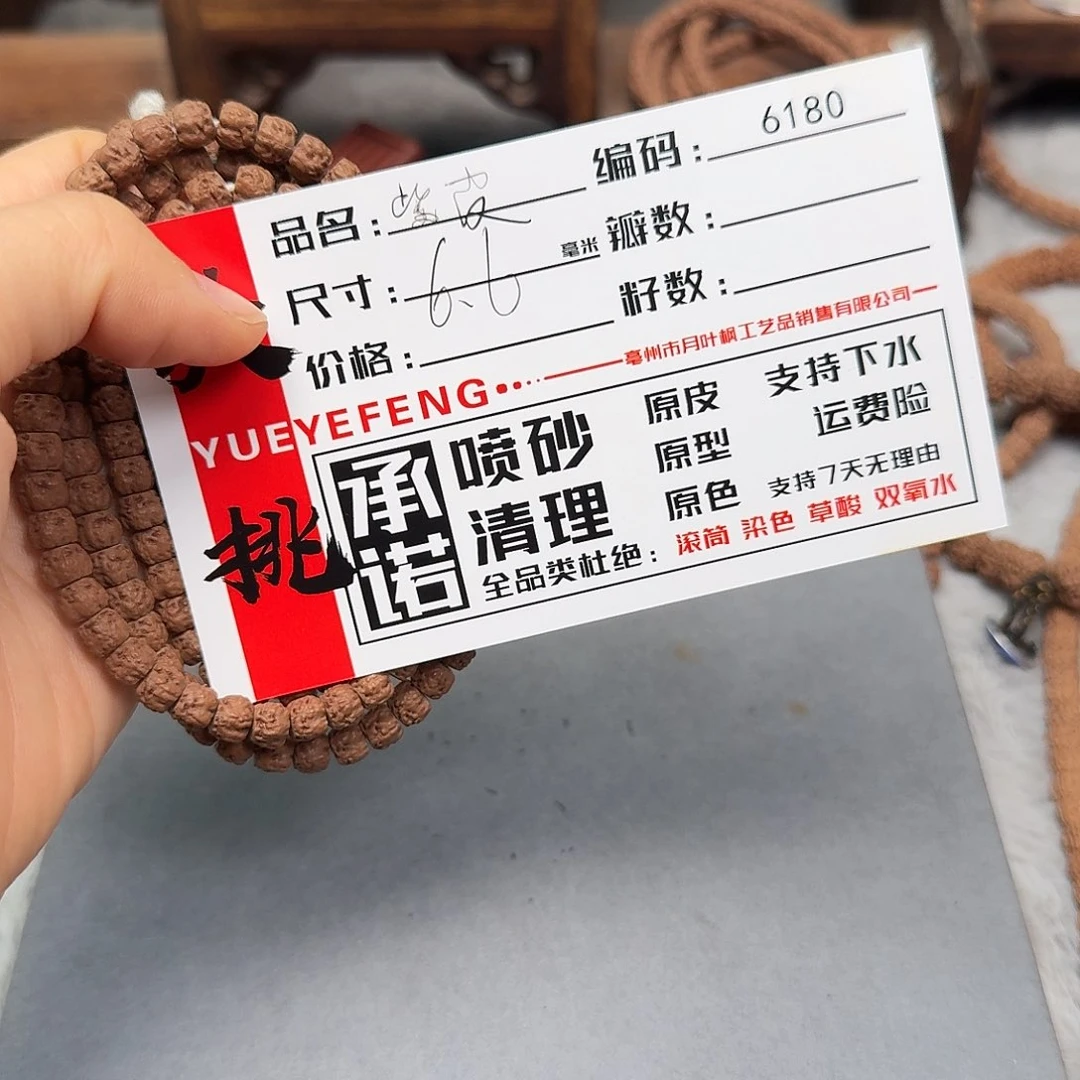 编码：6180
品名：紫皮
尺寸：6.6毫米
瓣数：
籽数：
价格：
亳州市月叶枫工艺品销售有限公司
YUEYEFENG
挑
承诺
喷砂
清理
原皮
原型
原色
支持下水
运费险
支持7天无理由
全品类杜绝：滚筒 染色 草酸 双氧水